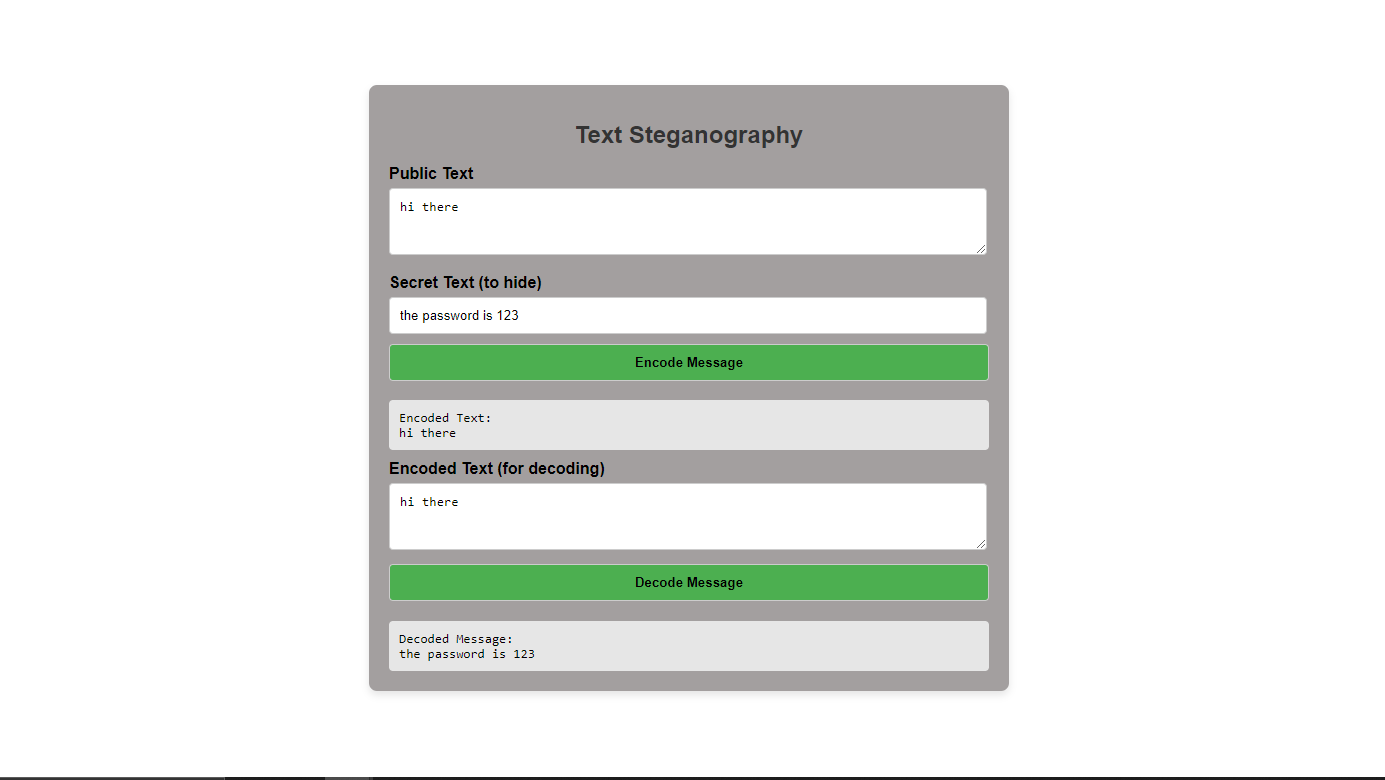 Text Steganography
Public Text
hi there
Secret Text (to hide)
the password is 123
Encode Message
Encoded Text:
hi there
Encoded Text (for decoding)
hi there
Decode Message
Decoded Message:
the password is 123